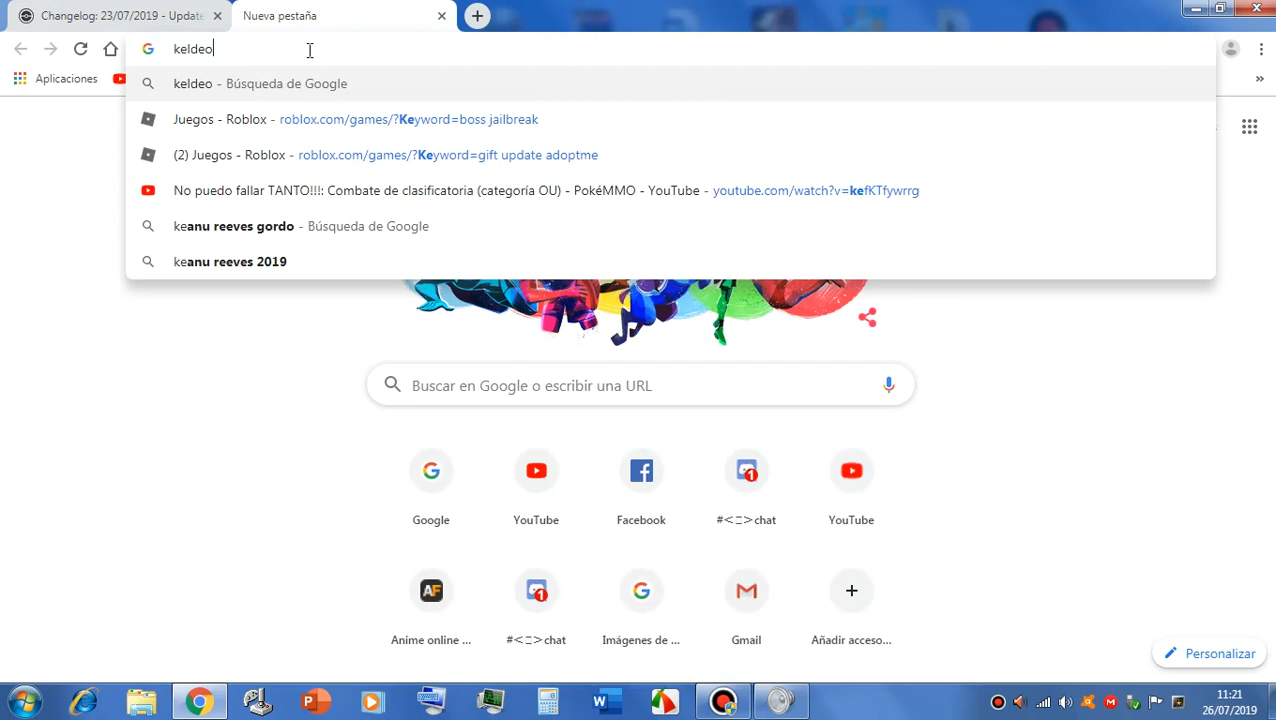 Changelog: 23/07/2019 - Update
Nueva pestaña
keldeo
keldeo - Búsqueda de Google
Aplicaciones
Juegos - Roblox - roblox.com/games/?Keyword=boss jailbreak
(2) Juegos - Roblox - roblox.com/games/?Keyword=gift update adoptme
No puedo fallar TANTO!!!: Combate de clasificatoria (categoría OU) - PokéMMO - YouTube - youtube.com/watch?v=kefKTfywrrg
keanu reeves gordo - Búsqueda de Google
keanu reeves 2019
Buscar en Google o escribir una URL
Google
YouTube
Facebook
#<こ>chat
YouTube
Anime online ...
#<こ>chat
Imágenes de ...
Gmail
Añadir acceso...
Personalizar
11:21
26/07/2019